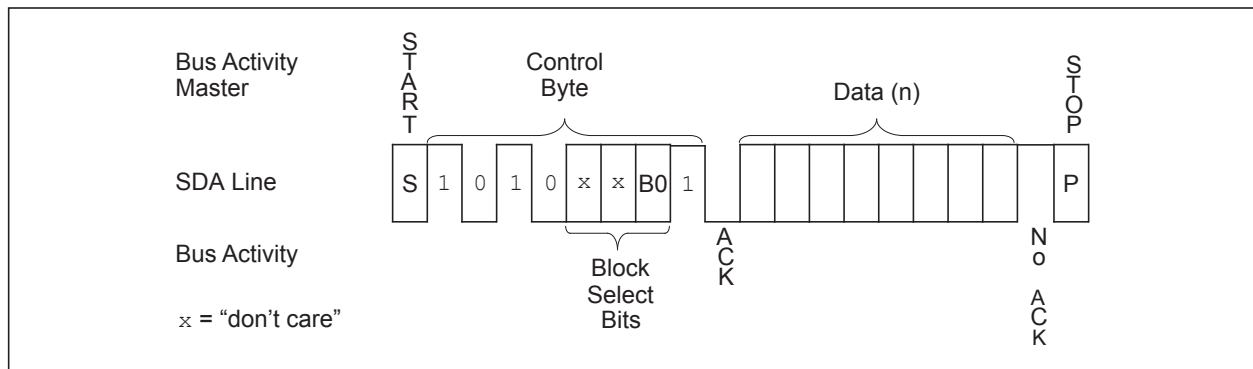 Bus Activity
Master
START
Control
Byte
Data (n)
STOP
SDA Line
S 1 0 1 0 x x B0 1 P
Bus Activity
ACK
No ACK
Block
Select
Bits
x = “don’t care”